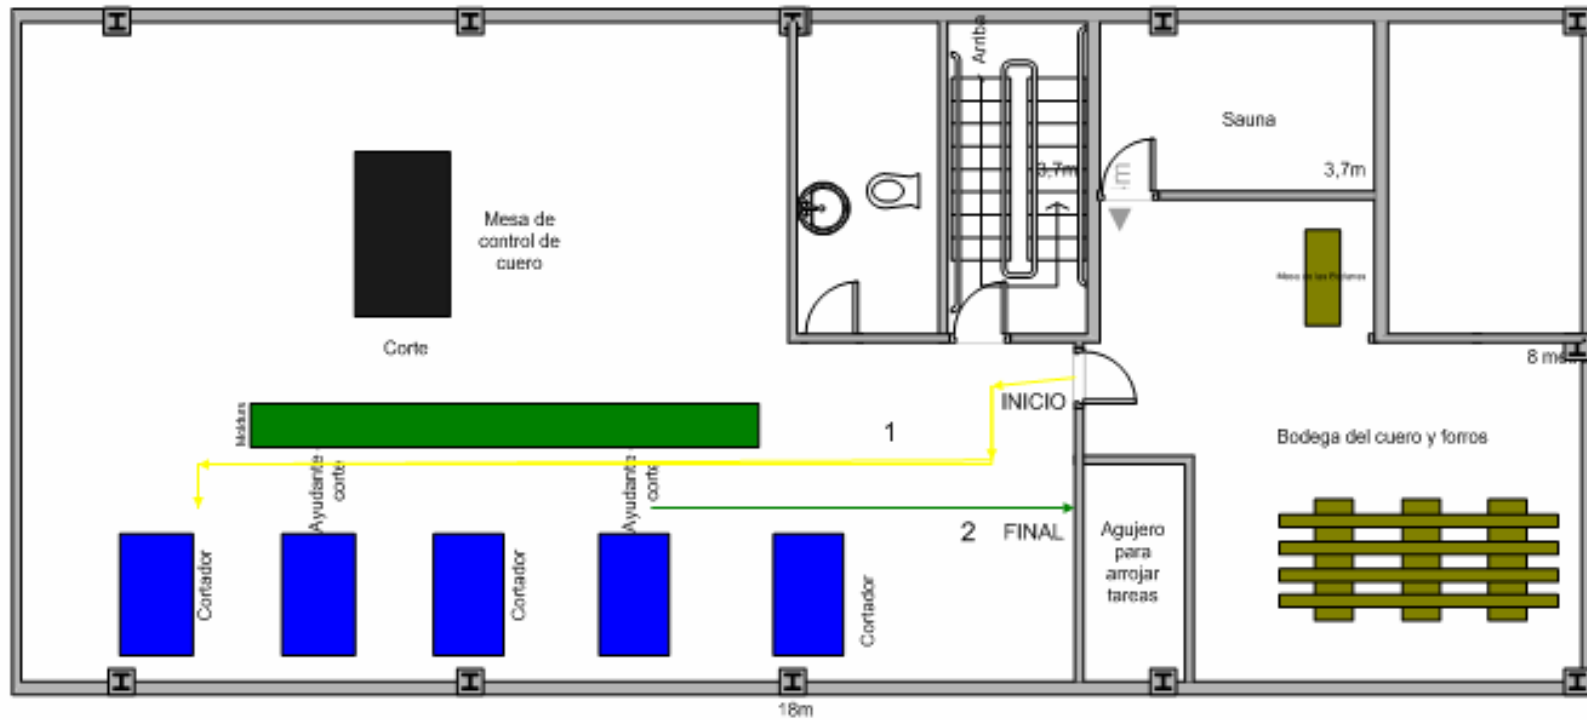 Arriba
Sauna
3,7m
m
3,7m
Mesa de
control de
cuero
Corte
8
INICIO
Moldura
1
Bodega del cuero y forros
Ayudante
corte
Ayudante
corte
2 FINAL
Agujero
para
arrojar
tareas
Cortador
Cortador
Cortador
18m